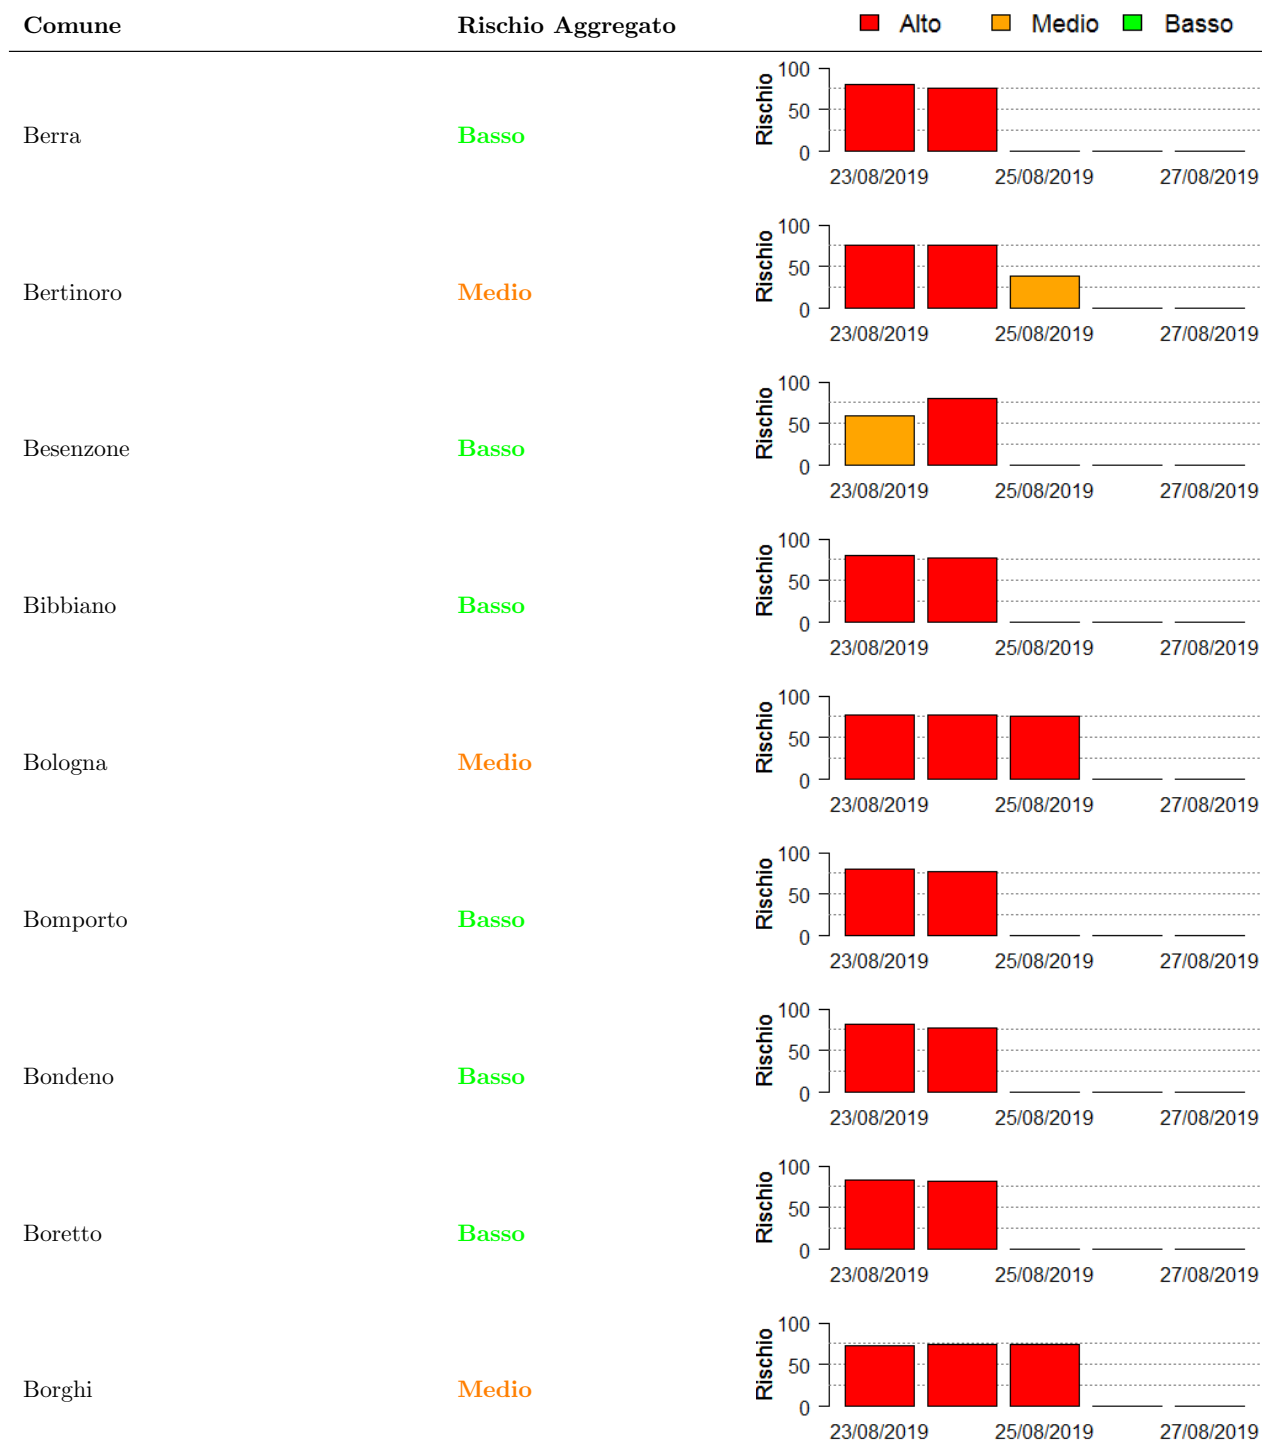 Comune Rischio Aggregato Alto Medio Basso
Berra Basso Rischio 100 50 0
23/08/2019 25/08/2019 27/08/2019
Bertinoro Medio Rischio 100 50 0
23/08/2019 25/08/2019 27/08/2019
Besenzone Basso Rischio 100 50 0
23/08/2019 25/08/2019 27/08/2019
Bibbiano Basso Rischio 100 50 0
23/08/2019 25/08/2019 27/08/2019
Bologna Medio Rischio 100 50 0
23/08/2019 25/08/2019 27/08/2019
Bomporto Basso Rischio 100 50 0
23/08/2019 25/08/2019 27/08/2019
Bondeno Basso Rischio 100 50 0
23/08/2019 25/08/2019 27/08/2019
Boretto Basso Rischio 100 50 0
23/08/2019 25/08/2019 27/08/2019
Borghi Medio Rischio 100 50 0
23/08/2019 25/08/2019 27/08/2019